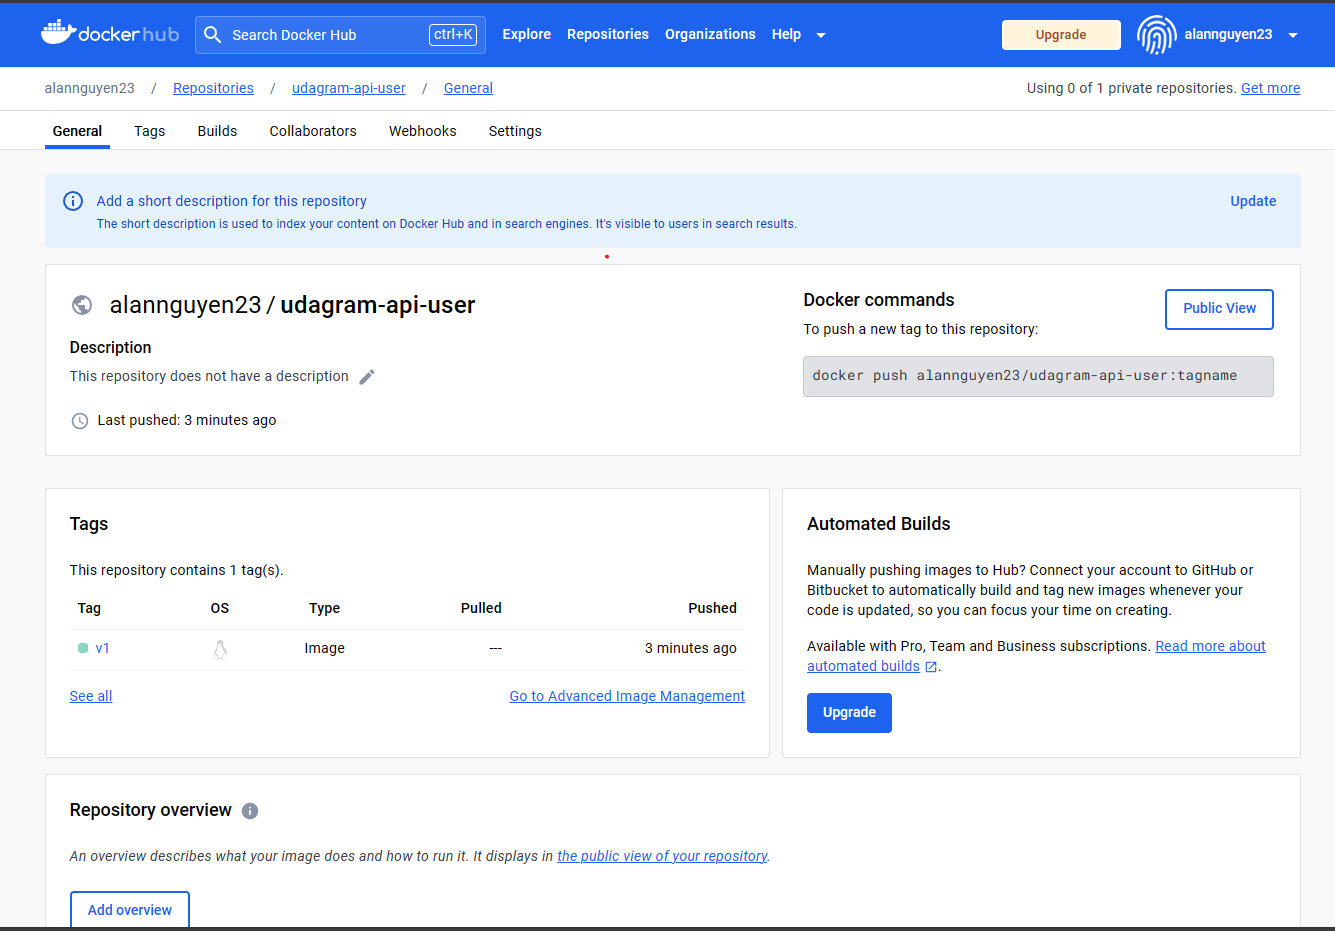 docker hub Search Docker Hub ctrl+K Explore Repositories Organizations Help Upgrade alannguyen23
alannguyen23 / Repositories / udagram-api-user / General Using 0 of 1 private repositories. Get more
General Tags Builds Collaborators Webhooks Settings
Add a short description for this repository Update
The short description is used to index your content on Docker Hub and in search engines. It's visible to users in search results.
alannguyen23 / udagram-api-user
Description
This repository does not have a description
Last pushed: 3 minutes ago
Docker commands
Public View
To push a new tag to this repository:
docker push alannguyen23/udagram-api-user:tagname
Tags
This repository contains 1 tag(s).
Tag OS Type Pulled Pushed
v1 Image --- 3 minutes ago
See all Go to Advanced Image Management
Automated Builds
Manually pushing images to Hub? Connect your account to GitHub or
Bitbucket to automatically build and tag new images whenever your
code is updated, so you can focus your time on creating.
Available with Pro, Team and Business subscriptions. Read more about
automated builds .
Upgrade
Repository overview
An overview describes what your image does and how to run it. It displays in the public view of your repository.
Add overview